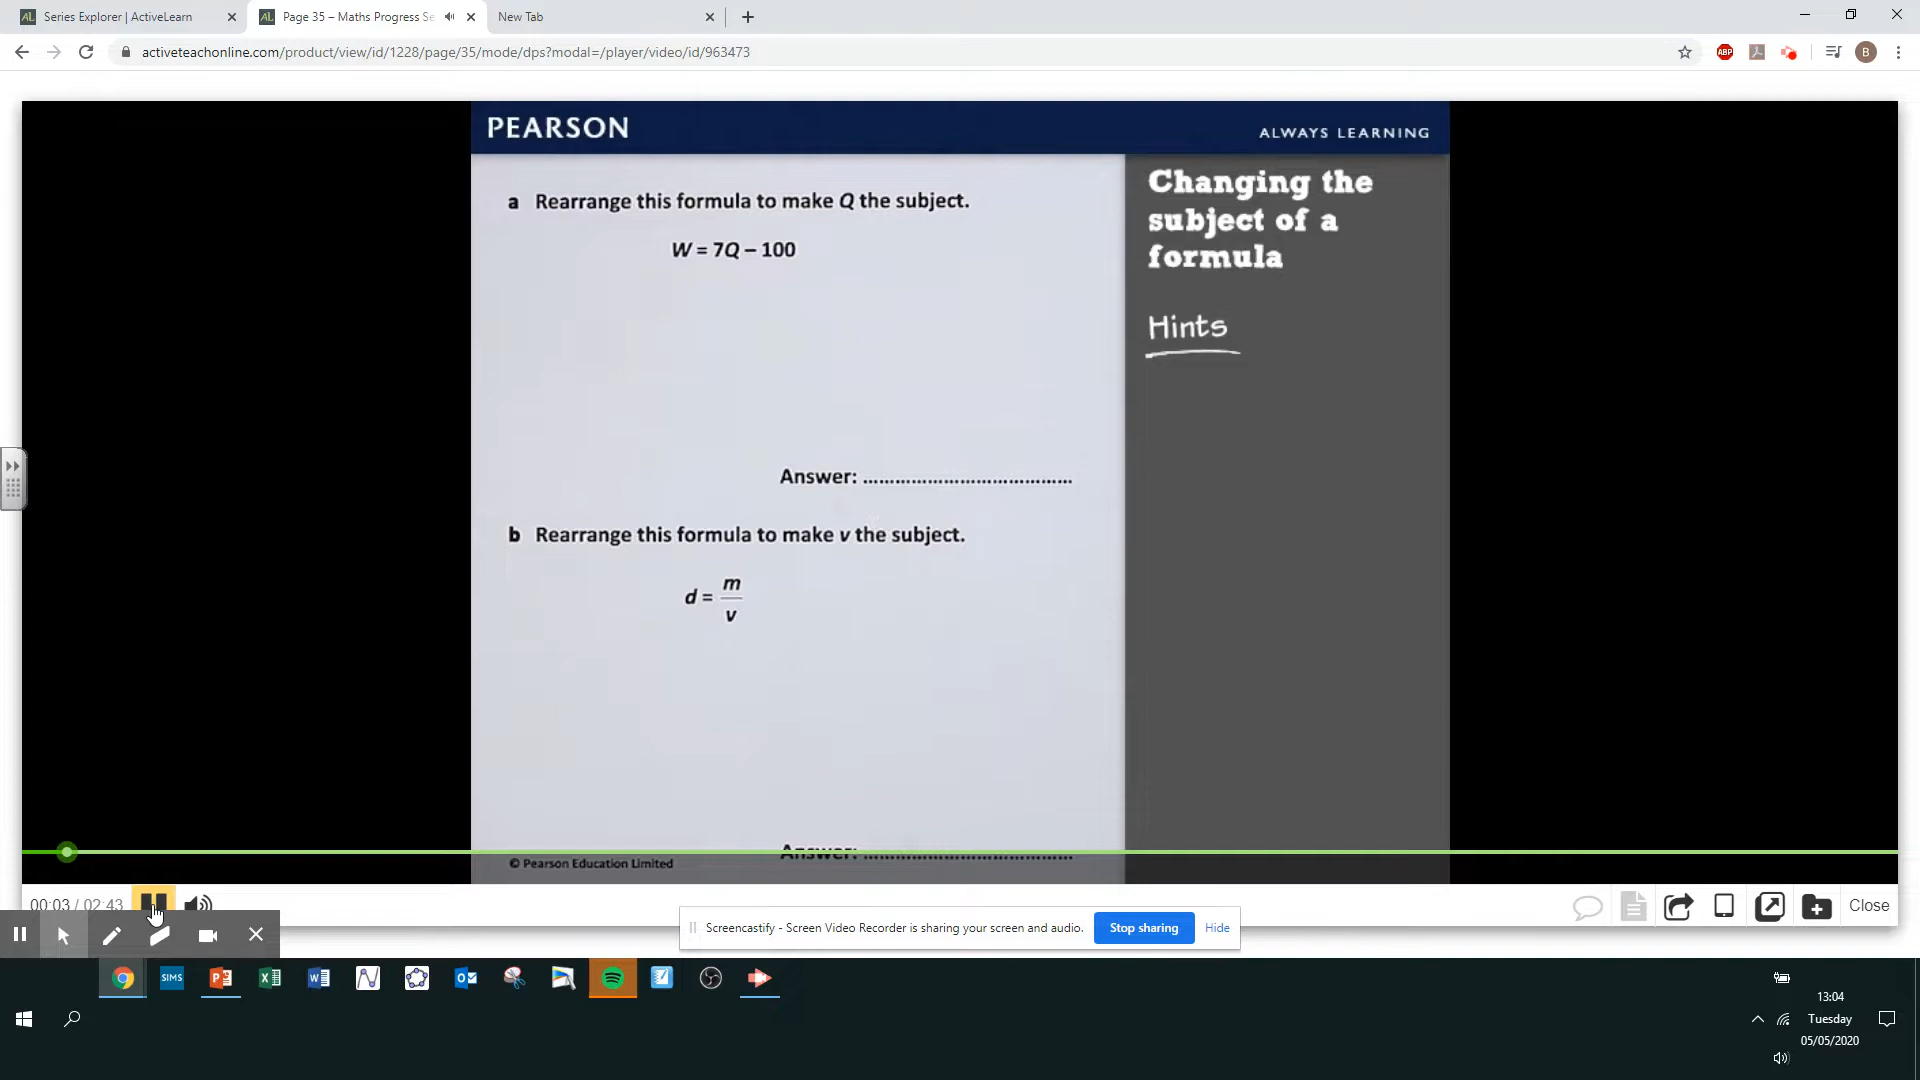 Series Explorer | ActiveLearn
Page 35 – Maths Progress Se
New Tab
activeteachonline.com/product/view/id/1228/page/35/mode/dps?modal=/player/video/id/963473
ABP
B
PEARSON
ALWAYS LEARNING
a Rearrange this formula to make Q the subject.
W = 7Q – 100
Answer: .......................................
b Rearrange this formula to make v the subject.
d = m/v
Answer: .......................................
© Pearson Education Limited
Changing the
subject of a
formula
Hints
00:03 / 02:43
Close
Screencastify - Screen Video Recorder is sharing your screen and audio.
Stop sharing
Hide
SIMS
13:04
Tuesday
05/05/2020